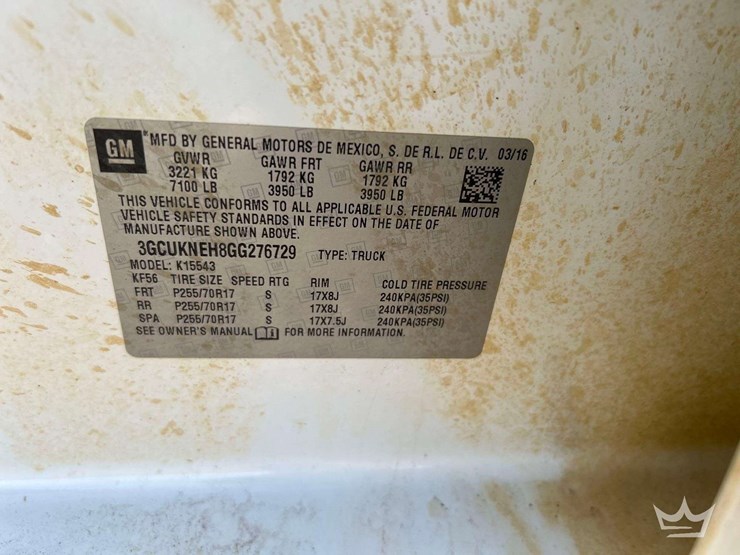 GM
MFD BY GENERAL MOTORS DE MEXICO, S. DE R.L. DE C.V. 03/16
GVWR GAWR FRT GAWR RR
3221 KG 1792 KG 1792 KG
7100 LB 3950 LB 3950 LB
THIS VEHICLE CONFORMS TO ALL APPLICABLE U.S. FEDERAL MOTOR
VEHICLE SAFETY STANDARDS IN EFFECT ON THE DATE OF
MANUFACTURE SHOWN ABOVE.
3GCUKNEH8GG276729 TYPE: TRUCK
MODEL: K15543
KF56 TIRE SIZE SPEED RTG RIM COLD TIRE PRESSURE
FRT P255/70R17 S 17X8J 240KPA(35PSI)
RR P255/70R17 S 17X8J 240KPA(35PSI)
SPA P255/70R17 S 17X7.5J 240KPA(35PSI)
SEE OWNER'S MANUAL FOR MORE INFORMATION.